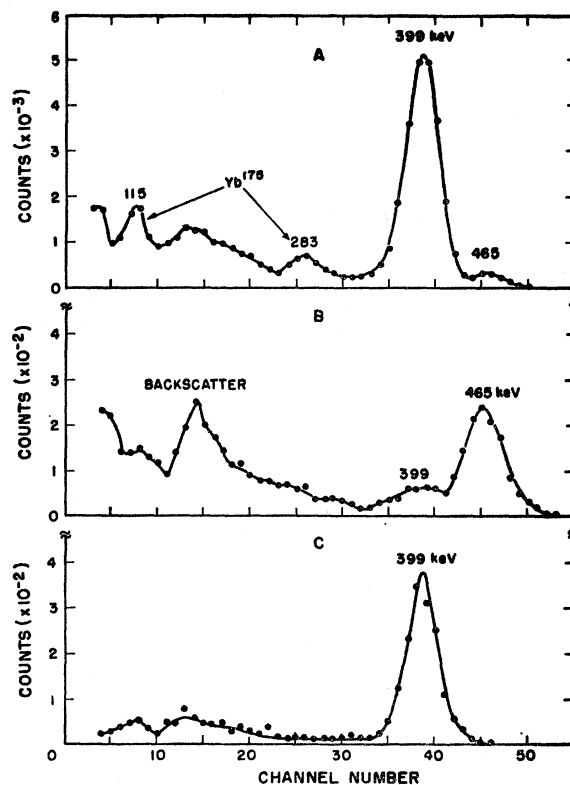 6
5
4
3
2
1
0
COUNTS (x10⁻³)
A
399 keV
115
Yb¹⁷⁵
283
465
B
4
3
2
1
0
COUNTS (x10⁻²)
BACKSCATTER
465 keV
399
C
4
3
2
1
COUNTS (x10⁻²)
399 keV
0 10 20 30 40 50
CHANNEL NUMBER